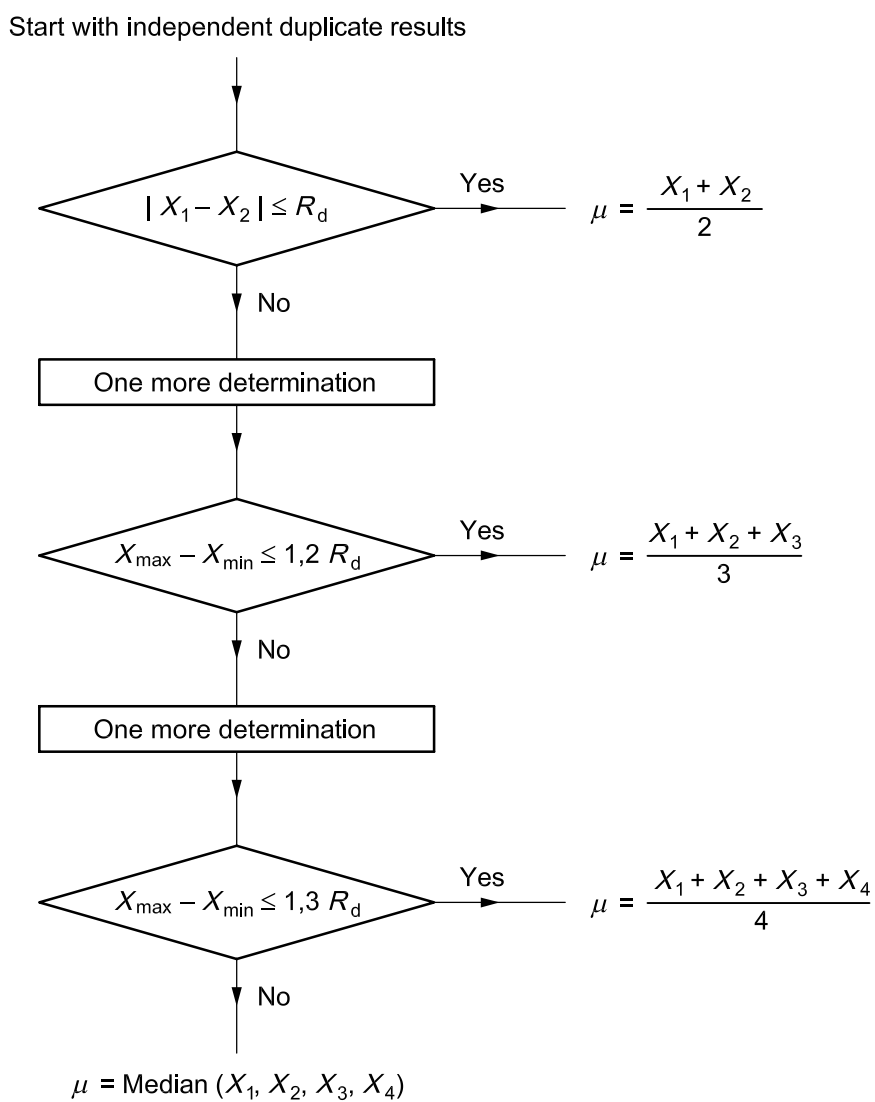 Start with independent duplicate results
| X1 – X2 | ≤ Rd
Yes
μ = X1 + X2 / 2
No
One more determination
Xmax – Xmin ≤ 1,2 Rd
Yes
μ = X1 + X2 + X3 / 3
No
One more determination
Xmax – Xmin ≤ 1,3 Rd
Yes
μ = X1 + X2 + X3 + X4 / 4
No
μ = Median (X1, X2, X3, X4)